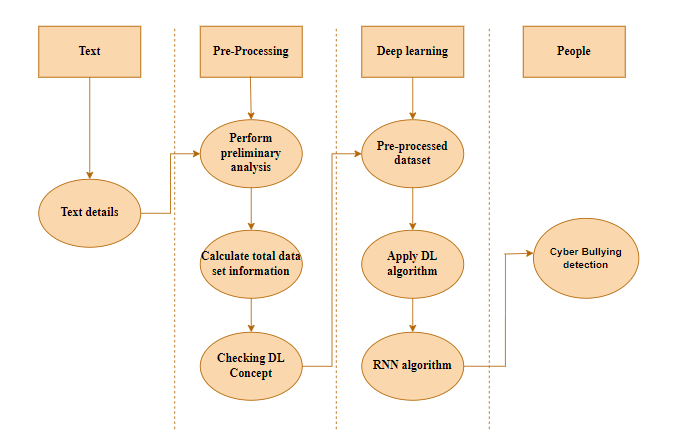 Text
Pre-Processing
Deep learning
People
Text details
Perform
preliminary
analysis
Calculate total data
set information
Checking DL
Concept
Pre-processed
dataset
Apply DL
algorithm
RNN algorithm
Cyber Bullying
detection